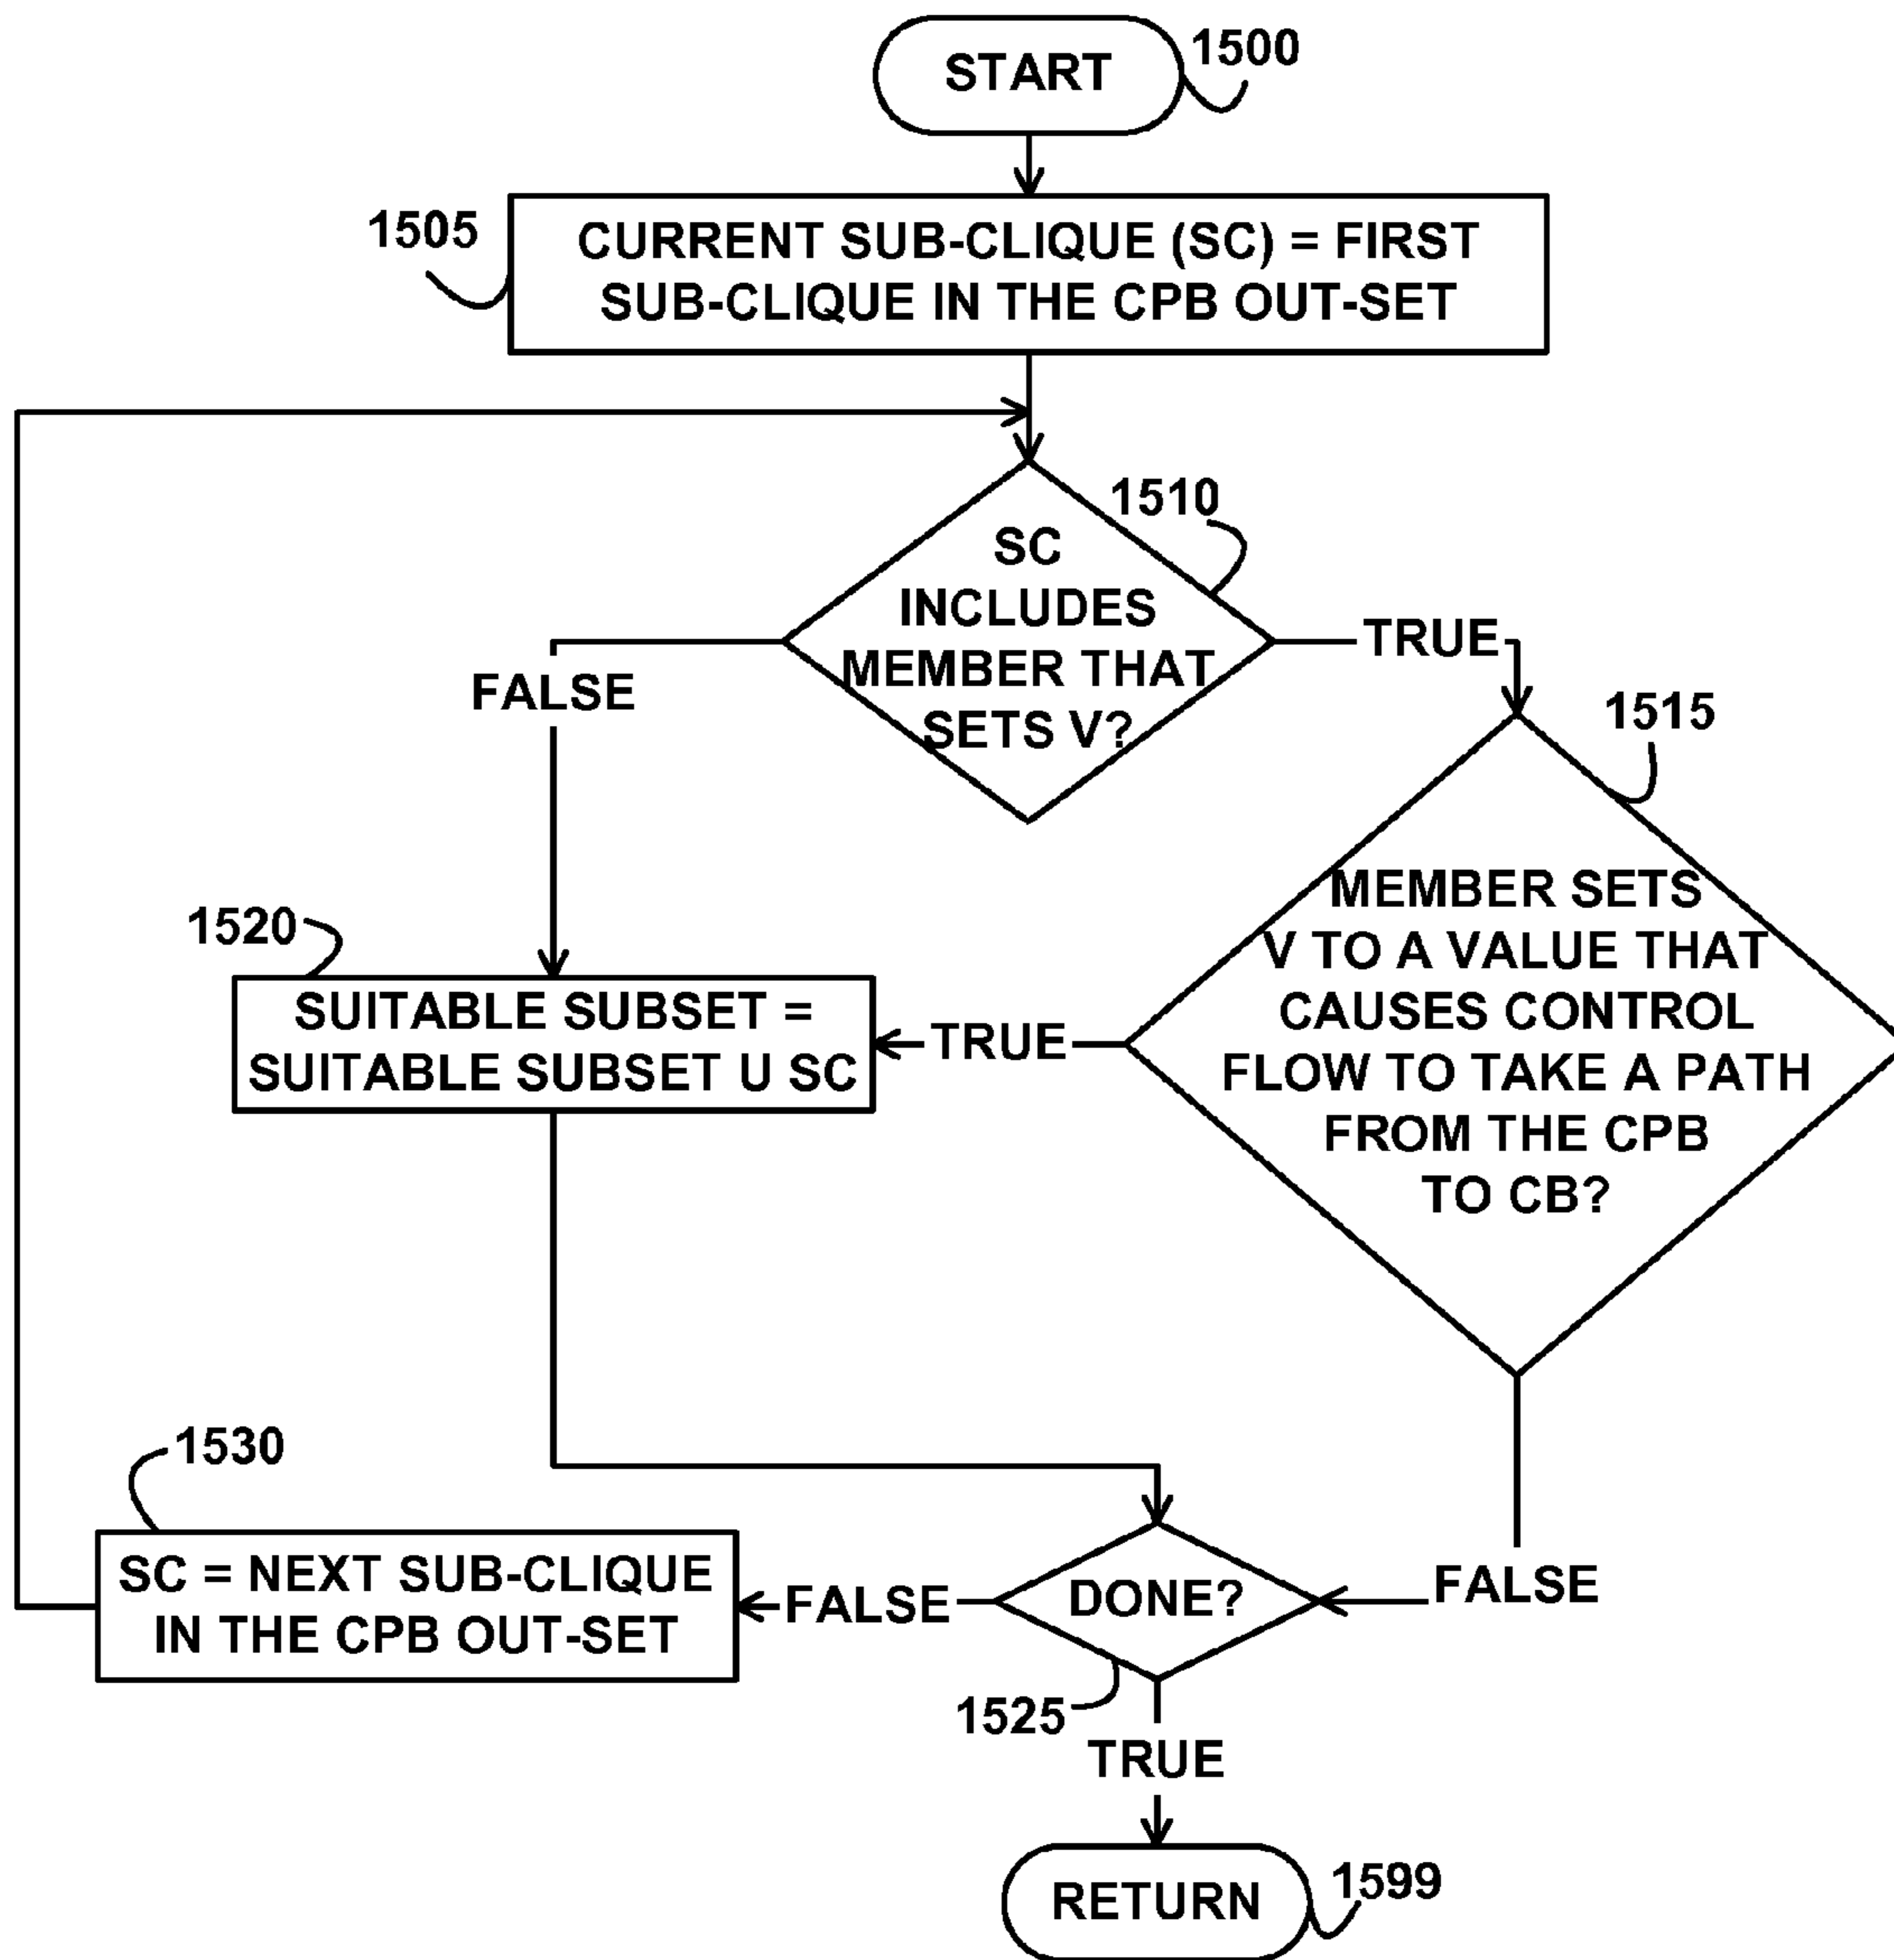 START
1500
1505
CURRENT SUB-CLIQUE (SC) = FIRST
SUB-CLIQUE IN THE CPB OUT-SET
1510
SC
INCLUDES
MEMBER THAT
SETS V?
TRUE
FALSE
1515
MEMBER SETS
V TO A VALUE THAT
CAUSES CONTROL
FLOW TO TAKE A PATH
FROM THE CPB
TO CB?
1520
SUITABLE SUBSET =
SUITABLE SUBSET U SC
TRUE
1530
SC = NEXT SUB-CLIQUE
IN THE CPB OUT-SET
FALSE
DONE?
FALSE
1525
TRUE
RETURN
1599